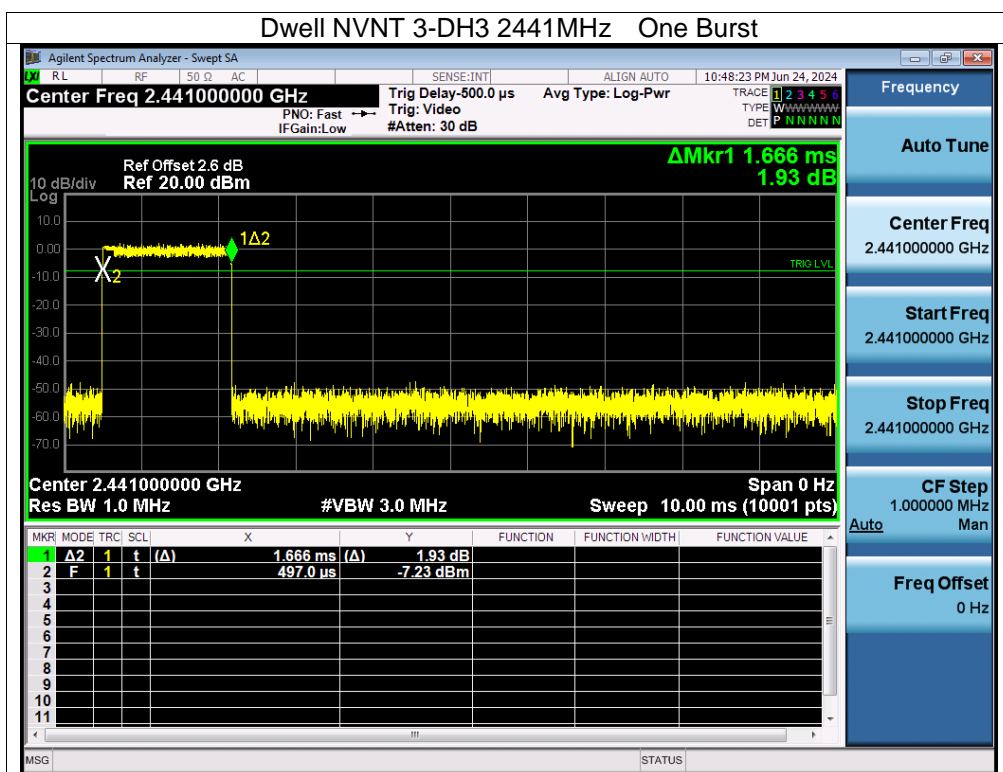 Dwell NVNT 3-DH3 2441MHz One Burst
Agilent Spectrum Analyzer - Swept SA
LXI RL RF 50 Ω AC SENSE:INT ALIGN AUTO 10:48:23 PM Jun 24, 2024
Center Freq 2.441000000 GHz
Trig Delay-500.0 µs Avg Type: Log-Pwr
TRACE 1 2 3 4 5 6
PNO: Fast Trig: Video
TYPE WWWWWW
IFGain:Low #Atten: 30 dB
DET P N N N N N
ΔMkr1 1.666 ms
1.93 dB
Ref Offset 2.6 dB
10 dB/div Ref 20.00 dBm
Log
10.0
0.00
-10.0
-20.0
-30.0
-40.0
-50.0
-60.0
-70.0
1Δ2
2
TRIG LVL
Center 2.441000000 GHz Span 0 Hz
Res BW 1.0 MHz #VBW 3.0 MHz Sweep 10.00 ms (10001 pts)
MKR MODE TRC SCL X Y FUNCTION FUNCTION WIDTH FUNCTION VALUE
1 Δ2 1 t (Δ) 1.666 ms (Δ) 1.93 dB
2 F 1 t 497.0 µs -7.23 dBm
3
4
5
6
7
8
9
10
11
MSG STATUS
Frequency
Auto Tune
Center Freq
2.441000000 GHz
Start Freq
2.441000000 GHz
Stop Freq
2.441000000 GHz
CF Step
1.000000 MHz
Auto Man
Freq Offset
0 Hz